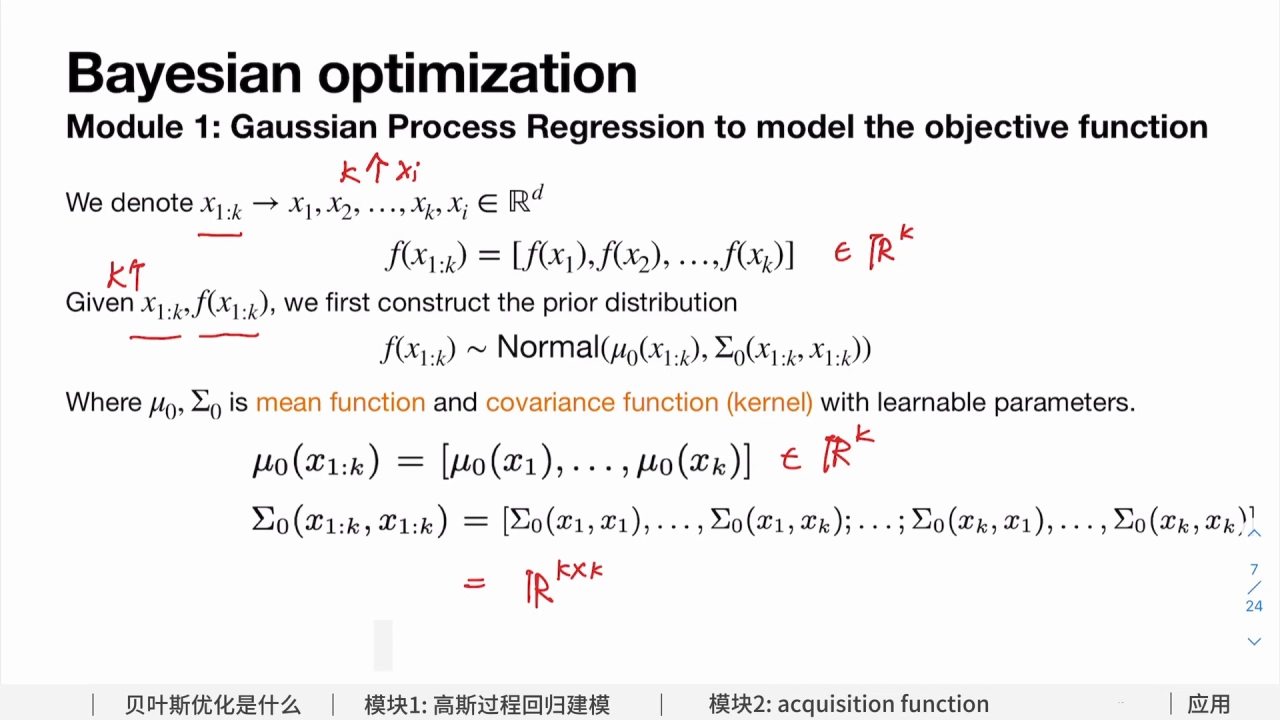 Bayesian optimization
Module 1: Gaussian Process Regression to model the objective function
k个 xi
We denote x₁:ₖ → x₁, x₂, …, xₖ, xᵢ ∈ ℝᵈ
f(x₁:ₖ) = [f(x₁), f(x₂), …, f(xₖ)] ∈ ℝᵏ
k个
Given x₁:ₖ, f(x₁:ₖ), we first construct the prior distribution
f(x₁:ₖ) ∼ Normal(μ₀(x₁:ₖ), Σ₀(x₁:ₖ, x₁:ₖ))
Where μ₀, Σ₀ is mean function and covariance function (kernel) with learnable parameters.
μ₀(x₁:ₖ) = [μ₀(x₁), …, μ₀(xₖ)] ∈ ℝᵏ
Σ₀(x₁:ₖ, x₁:ₖ) = [Σ₀(x₁, x₁), …, Σ₀(x₁, xₖ); …; Σ₀(xₖ, x₁), …, Σ₀(xₖ, xₖ)]
= ℝᵏˣᵏ
7
/
24
贝叶斯优化是什么 | 模块1: 高斯过程回归建模 | 模块2: acquisition function | 应用